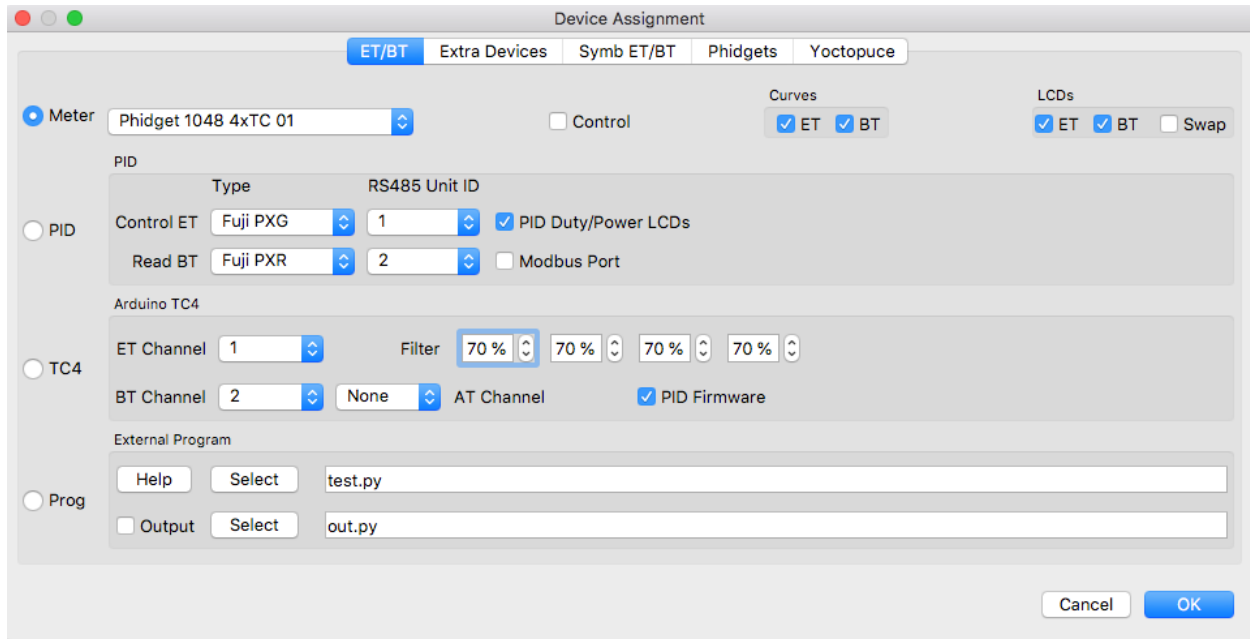 Device Assignment
ET/BT Extra Devices Symb ET/BT Phidgets Yoctopuce
Curves LCDs
Meter Phidget 1048 4xTC 01 Control ET BT ET BT Swap
PID
Type RS485 Unit ID
PID Control ET Fuji PXG 1 PID Duty/Power LCDs
Read BT Fuji PXR 2 Modbus Port
Arduino TC4
ET Channel 1 Filter 70 % 70 % 70 % 70 %
TC4
BT Channel 2 None AT Channel PID Firmware
External Program
Help Select test.py
Prog
Output Select out.py
Cancel OK